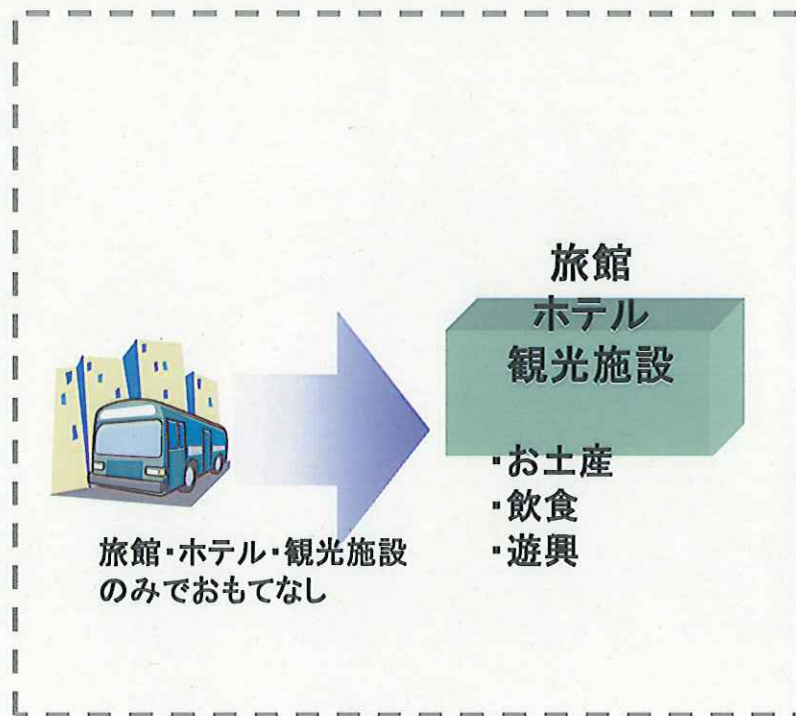 旅館
ホテル
観光施設
▪お土産
▪飲食
▪遊興
旅館▪ホテル▪観光施設
のみでおもてなし